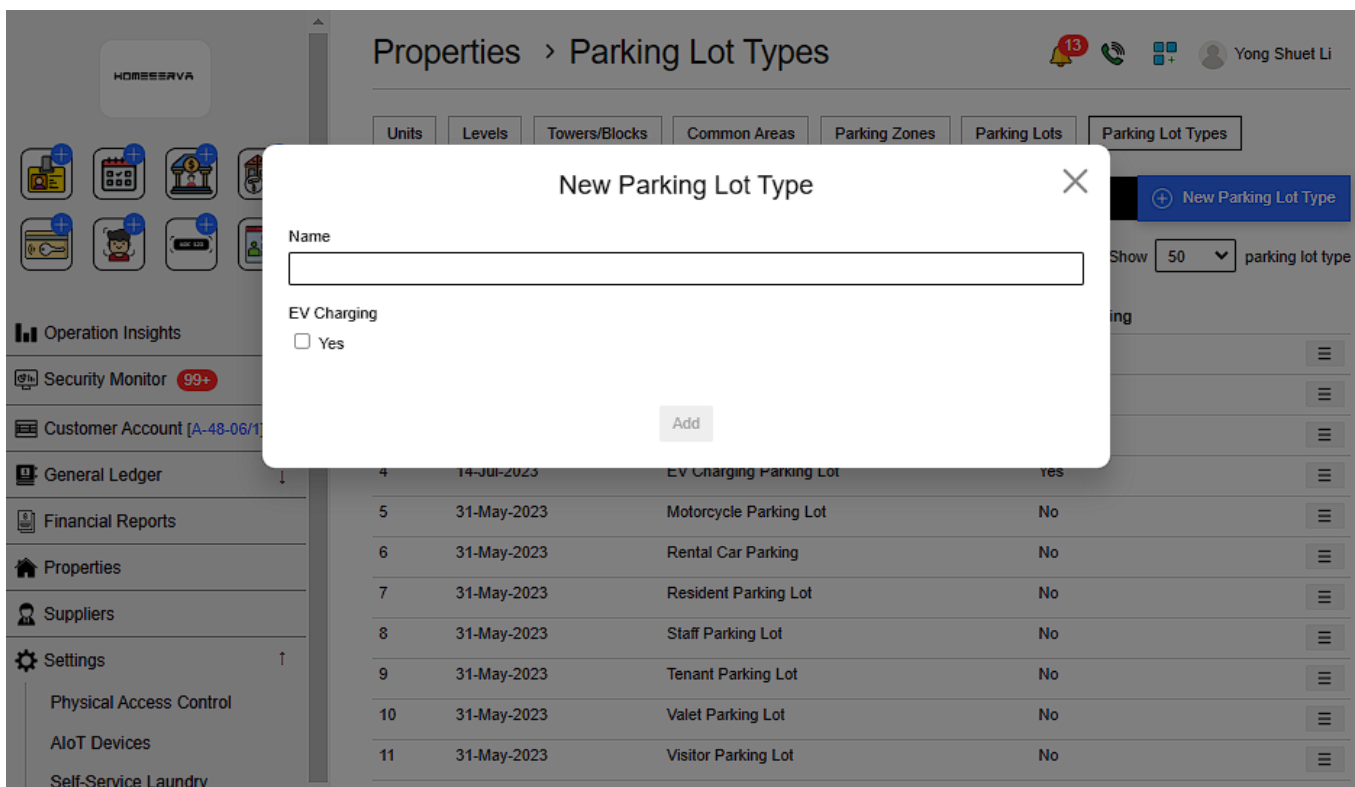 HOMESERVA
Properties › Parking Lot Types
13
Yong Shuet Li
Units
Levels
Towers/Blocks
Common Areas
Parking Zones
Parking Lots
Parking Lot Types
New Parking Lot Type
New Parking Lot Type
Name
Show 50 parking lot type
EV Charging
Yes
ing
Add
Operation Insights
Security Monitor 99+
Customer Account [A-48-06/1]
General Ledger ↓
Financial Reports
Properties
Suppliers
Settings ↑
Physical Access Control
AIoT Devices
Self-Service Laundry
4 14-Jul-2023 EV Charging Parking Lot Yes
5 31-May-2023 Motorcycle Parking Lot No
6 31-May-2023 Rental Car Parking No
7 31-May-2023 Resident Parking Lot No
8 31-May-2023 Staff Parking Lot No
9 31-May-2023 Tenant Parking Lot No
10 31-May-2023 Valet Parking Lot No
11 31-May-2023 Visitor Parking Lot No